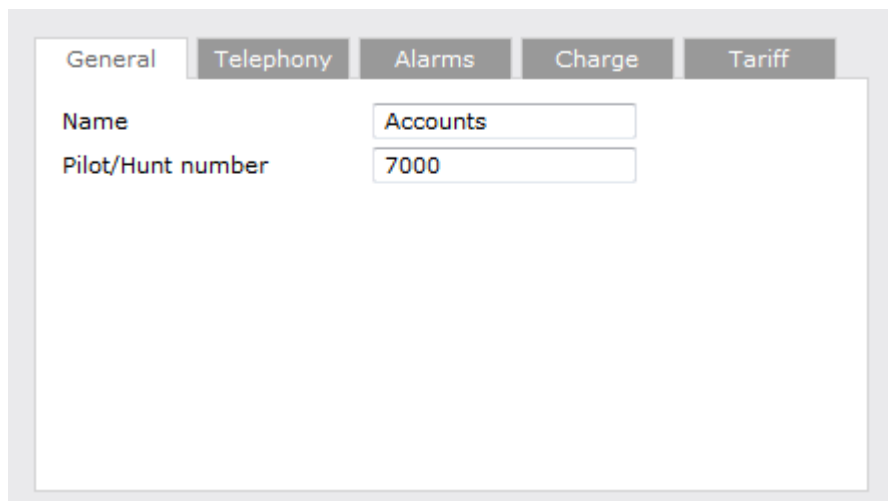 General Telephony Alarms Charge Tariff
Name Accounts
Pilot/Hunt number 7000